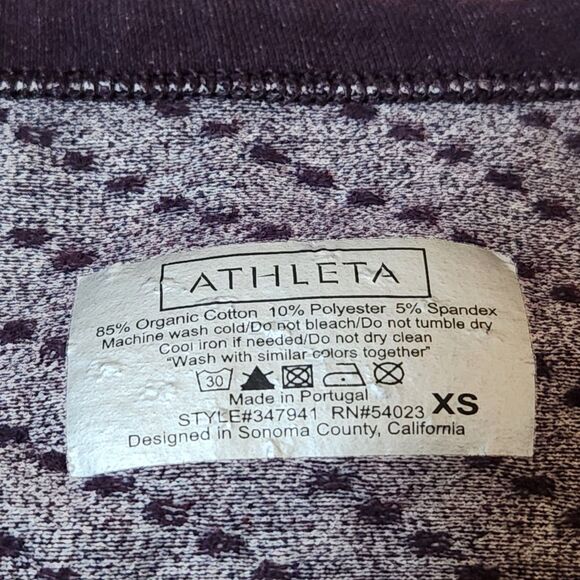 ATHLETA
85% Organic Cotton 10% Polyester 5% Spandex
Machine wash cold/Do not bleach/Do not tumble dry
Cool iron if needed/Do not dry clean
"Wash with similar colors together"
30
Made in Portugal
STYLE#347941 RN#54023 XS
Designed in Sonoma County, California